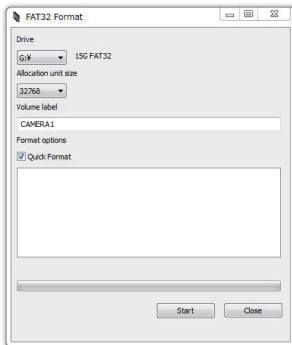 FAT32 Format
Drive
G:¥ 15G FAT32
Allocation unit size
32768
Volume label
CAMERA1
Format options
Quick Format
Start Close